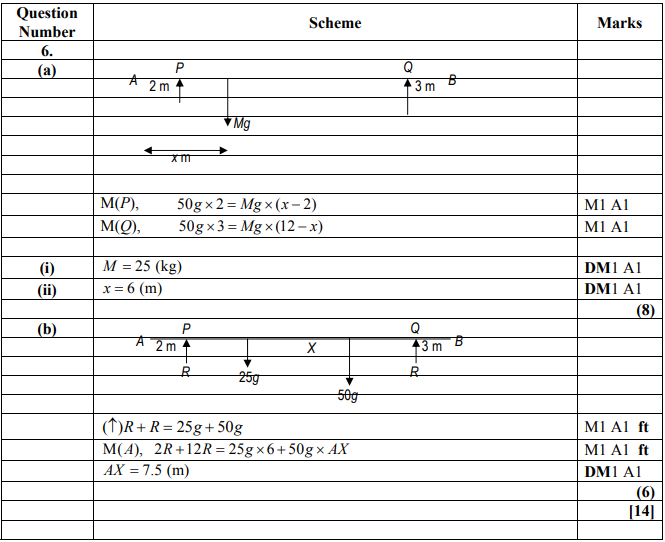 Question Number Scheme Marks
6.
(a)
P Q
A 2 m 3 m B
Mg
x m
M(P), 50g × 2 = Mg × (x − 2) M1 A1
M(Q), 50g × 3 = Mg × (12 − x) M1 A1
(i) M = 25 (kg) DM1 A1
(ii) x = 6 (m) DM1 A1
(8)
(b) P Q
A 2 m X 3 m B
R 25g R
50g
(↑)R + R = 25g + 50g M1 A1 ft
M(A), 2R + 12R = 25g × 6 + 50g × AX M1 A1 ft
AX = 7.5 (m) DM1 A1
(6)
[14]